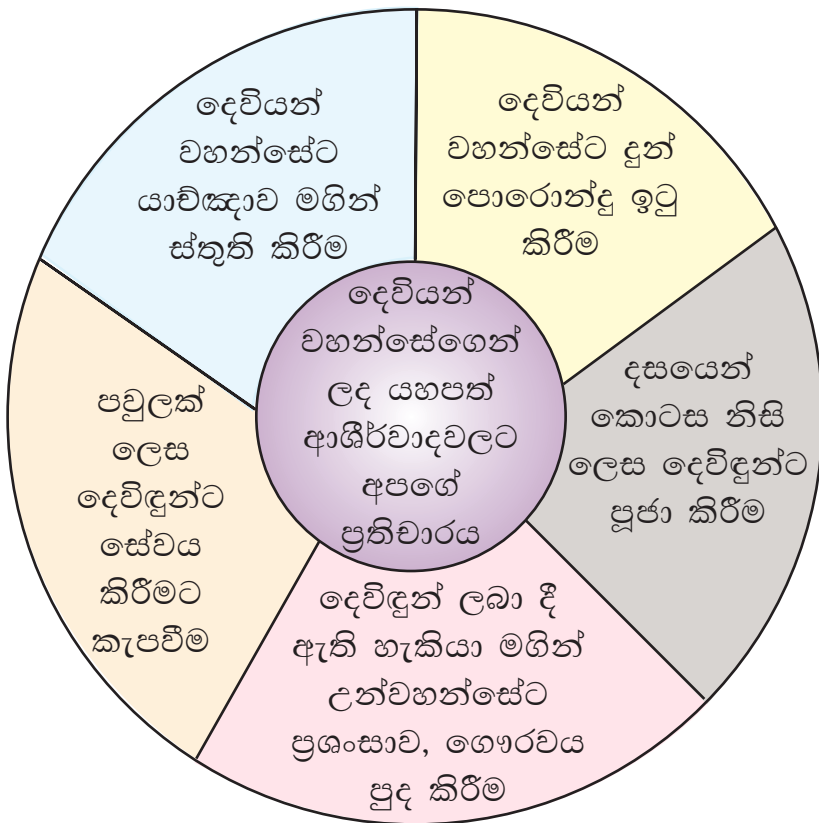 දෙවියන්
වහන්සේට
යාච්ඤාව මගින්
ස්තුති කිරීම
දෙවියන්
වහන්සේට දුන්
පොරොන්දු ඉටු
කිරීම
දසයෙන්
කොටස නිසි
ලෙස දෙවිඳුන්ට
පූජා කිරීම
දෙවිඳුන් ලබා දී
ඇති හැකියා මගින්
උන්වහන්සේට
ප්‍රශංසාව, ගෞරවය
පුද කිරීම
පවුලක්
ලෙස
දෙවිඳුන්ට
සේවය
කිරීමට
කැපවීම
දෙවියන්
වහන්සේගෙන්
ලද යහපත්
ආශීර්වාදවලට
අපගේ
ප්‍රතිචාරය